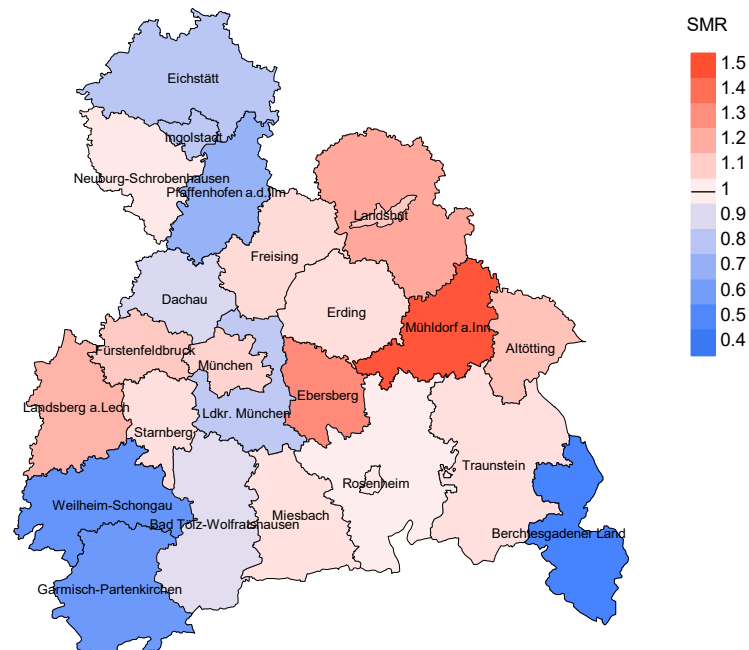 SMR
1.5
1.4
1.3
1.2
1.1
1
0.9
0.8
0.7
0.6
0.5
0.4
Eichstätt
Ingolstadt
Neuburg-Schrobenhausen
Pfaffenhofen a.d.Ilm
Landshut
Freising
Dachau
Erding
Mühldorf a.Inn
Altötting
Fürstenfeldbruck
München
Ebersberg
Landsberg a.Lech
Ldkr. München
Starnberg
Traunstein
Rosenheim
Weilheim-Schongau
Miesbach
Bad Tölz-Wolfratshausen
Berchtesgadener Land
Garmisch-Partenkirchen